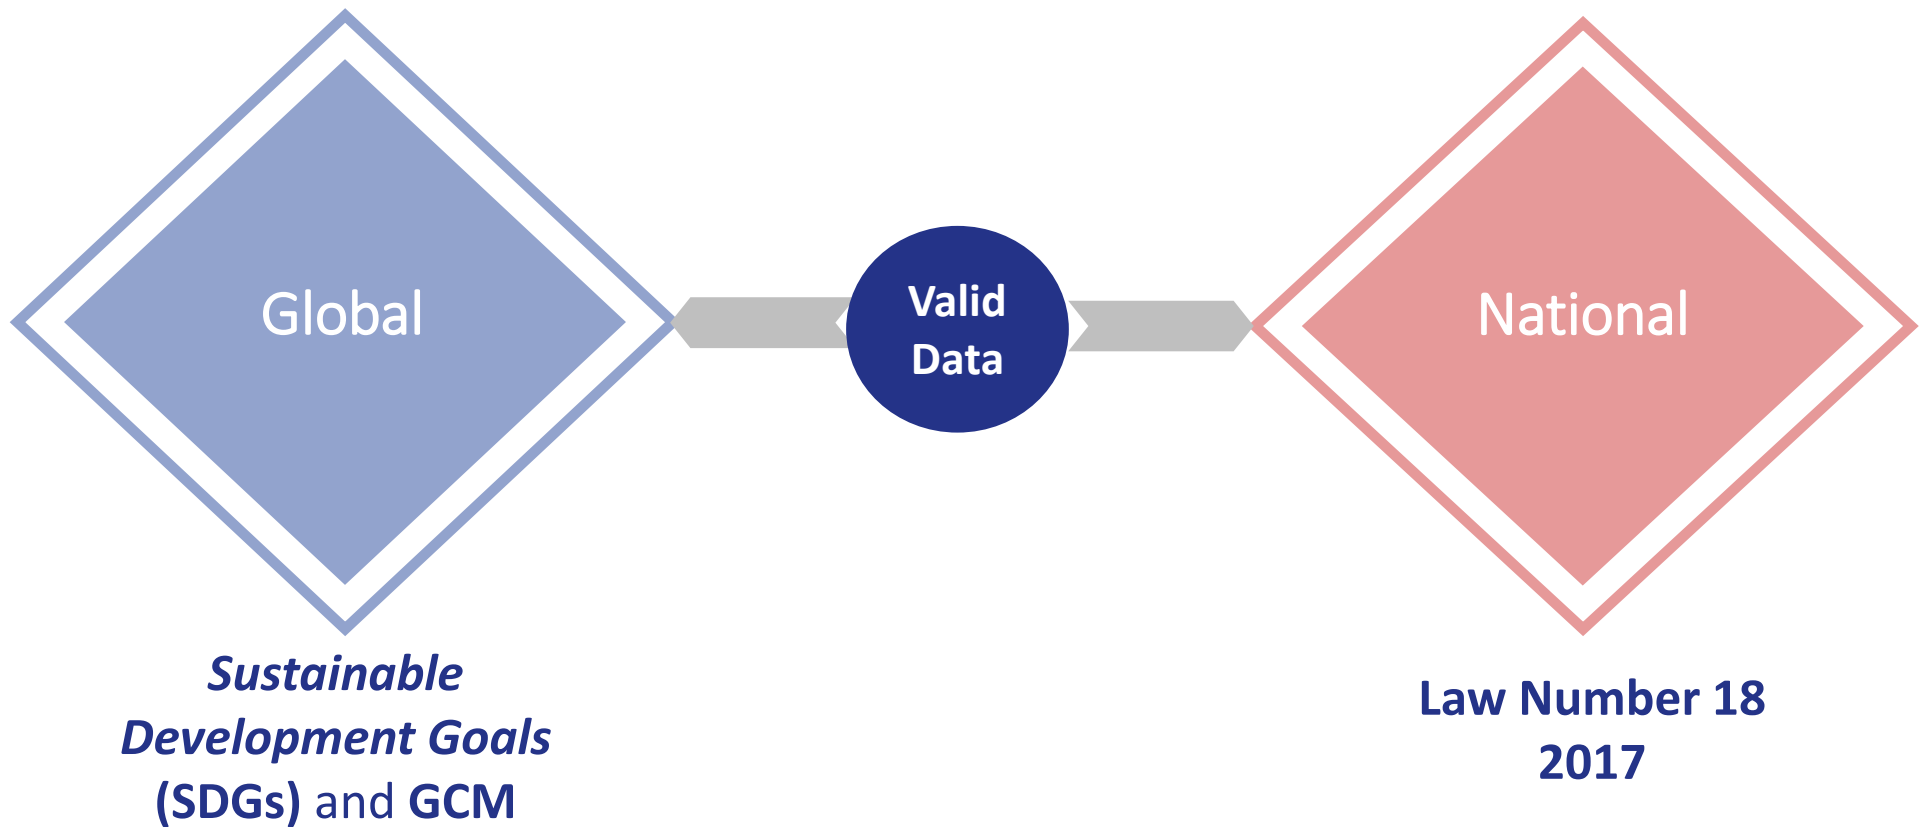 Global
Valid
Data
National
Sustainable
Development Goals
(SDGs) and GCM
Law Number 18
2017